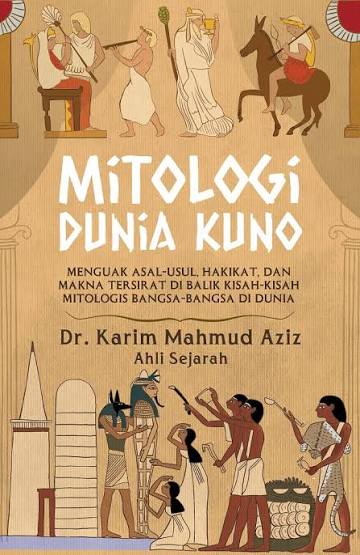 MITOLOGI
DUNIA KUNO
MENGUAK ASAL-USUL, HAKIKAT, DAN
MAKNA TERSIRAT DI BALIK KISAH-KISAH
MITOLOGIS BANGSA-BANGSA DI DUNIA
Dr. Karim Mahmud Aziz
Ahli Sejarah